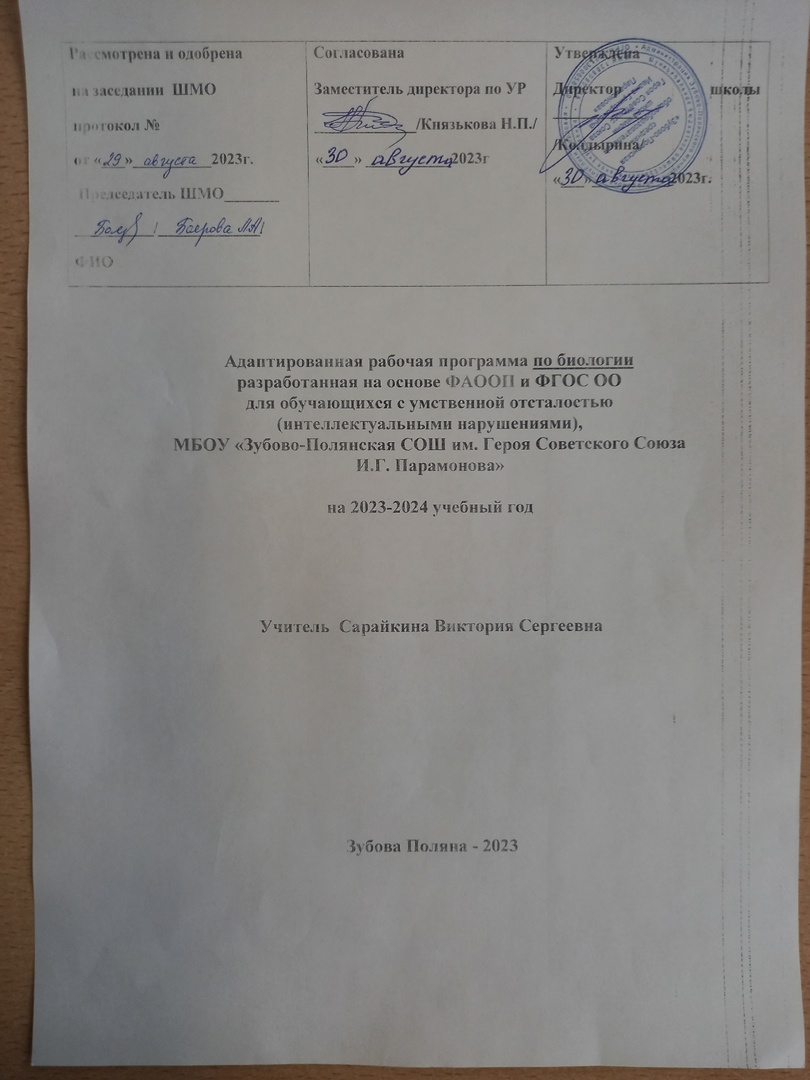 Рассмотрена и одобрена
на заседании ШМО
протокол №
от «29» августа 2023г.
Председатель ШМО
Баерова
ФИО
Согласована
Заместитель директора по УР
/Князькова Н.П./
«30» августа 2023г
Утверждена
Директор школы
«30» августа 2023г.
Адаптированная рабочая программа по биологии
разработанная на основе ФАООП и ФГОС ОО
для обучающихся с умственной отсталостью
(интеллектуальными нарушениями),
МБОУ «Зубово-Полянская СОШ им. Героя Советского Союза
И.Г. Парамонова»
на 2023-2024 учебный год
Учитель Сарайкина Виктория Сергеевна
Зубова Поляна - 2023